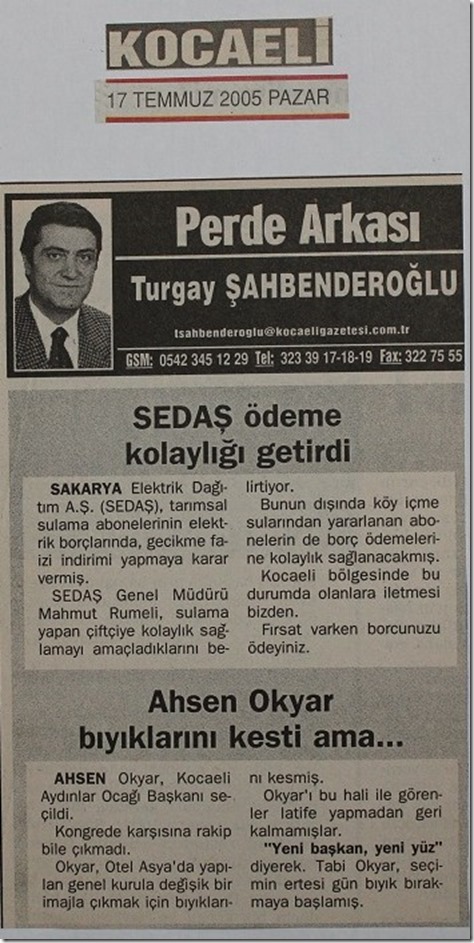 KOCAELİ
17 TEMMUZ 2005 PAZAR
Perde Arkası
Turgay ŞAHBENDEROĞLU
tsahbenderoglu@kocaeligazetesi.com.tr
GSM: 0542 345 12 29 Tel: 323 39 17-18-19 Fax: 322 75 55
SEDAŞ ödeme
kolaylığı getirdi
SAKARYA Elektrik Dağı-
tım A.Ş. (SEDAŞ), tarımsal
sulama abonelerinin elekt-
rik borçlarında, gecikme fa-
izi indirimi yapmaya karar
vermiş.
SEDAŞ Genel Müdürü
Mahmut Rumeli, sulama
yapan çiftçiye kolaylık sağ-
lamayı amaçladıklarını be-
lirtiyor.
Bunun dışında köy içme
sularından yararlanan abo-
nelerin de borç ödemeleri-
ne kolaylık sağlanacakmış.
Kocaeli bölgesinde bu
durumda olanlara iletmesi
bizden.
Fırsat varken borcunuzu
ödeyiniz.
Ahsen Okyar
bıyıklarını kesti ama...
AHSEN Okyar, Kocaeli
Aydınlar Ocağı Başkanı se-
çildi.
Kongrede karşısına rakip
bile çıkmadı.
Okyar, Otel Asya'da yapı-
lan genel kurula değişik bir
imajla çıkmak için bıyıkları-
nı kesmiş.
Okyar'ı bu hali ile gören-
ler latife yapmadan geri
kalmamışlar.
"Yeni başkan, yeni yüz"
diyerek. Tabi Okyar, seçi-
min ertesi gün bıyık bırak-
maya başlamış.